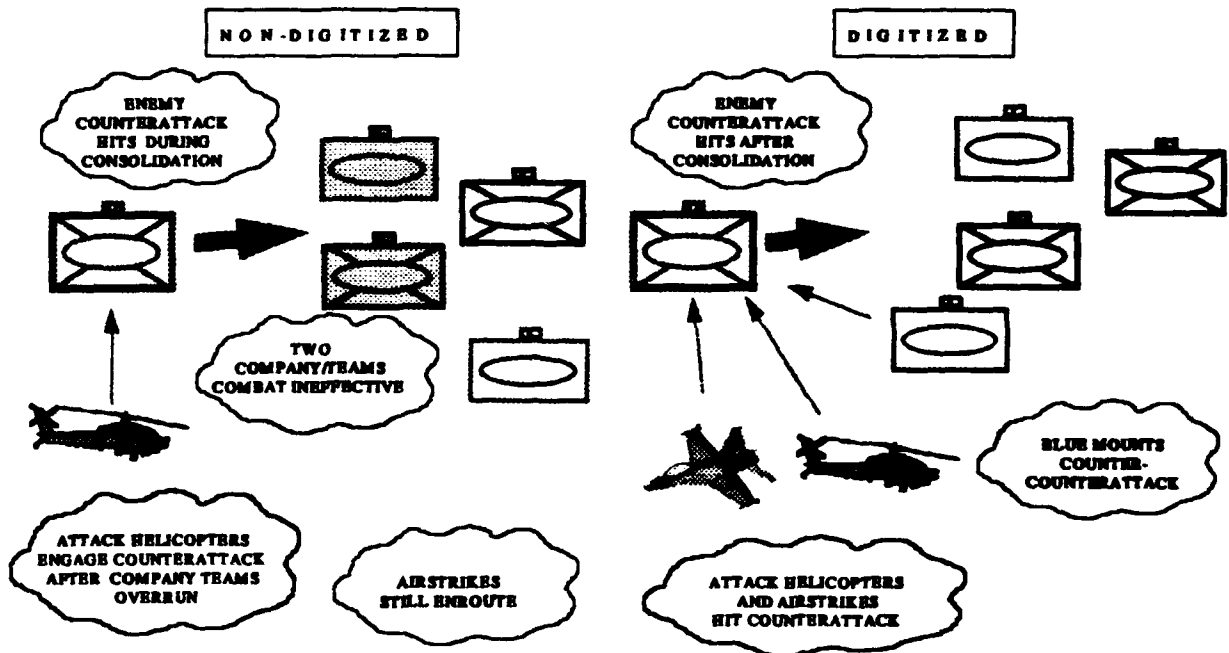 NON-DIGITIZED
ENEMY
COUNTERATTACK
HITS DURING
CONSOLIDATION
TWO
COMPANY/TEAMS
COMBAT INEFFECTIVE
ATTACK HELICOPTERS
ENGAGE COUNTERATTACK
AFTER COMPANY TEAMS
OVERRUN
AIRSTRIKES
STILL ENROUTE
DIGITIZED
ENEMY
COUNTERATTACK
HITS AFTER
CONSOLIDATION
BLUE MOUNTS
COUNTER-
COUNTERATTACK
ATTACK HELICOPTERS
AND AIRSTRIKES
HIT COUNTERATTACK